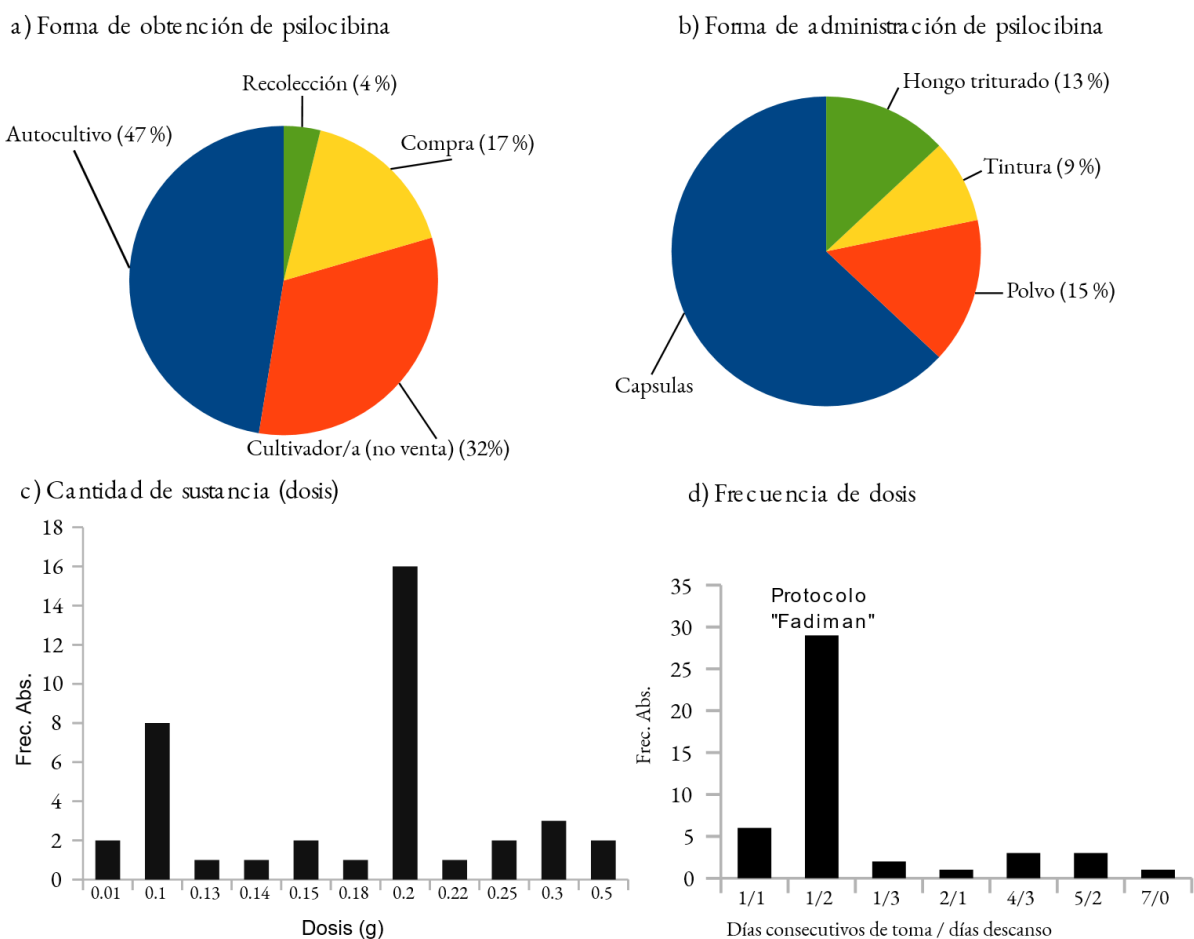 a) Forma de obtención de psilocibina
Recolección (4 %)
Autocultivo (47 %)
Compra (17 %)
Cultivador/a (no venta) (32%)
b) Forma de administración de psilocibina
Hongo triturado (13 %)
Tintura (9 %)
Polvo (15 %)
Capsulas
c) Cantidad de sustancia (dosis)
18
16
14
12
10
8
6
4
2
0
Frec. Abs.
0.01 0.1 0.13 0.14 0.15 0.18 0.2 0.22 0.25 0.3 0.5
Dosis (g)
d) Frecuencia de dosis
Protocolo
"Fadiman"
35
30
25
20
15
10
5
0
Frec. Abs.
1/1 1/2 1/3 2/1 4/3 5/2 7/0
Días consecutivos de toma / días descanso